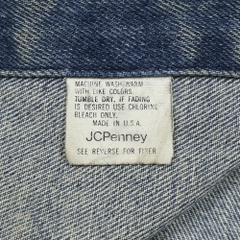 MACHINE WASH WARM
WITH LIKE COLORS.
TUMBLE DRY, IF FADING
IS DESIRED USE CHLORINE
BLEACH ONLY.
MADE IN U.S.A.
JCPenney
SEE REVERSE FOR FIBER